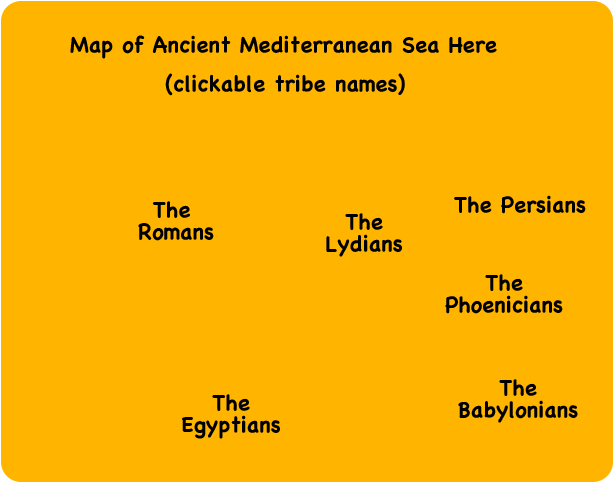 Map of Ancient Mediterranean Sea Here
(clickable tribe names)
The
Romans
The
Lydians
The Persians
The
Phoenicians
The
Egyptians
The
Babylonians